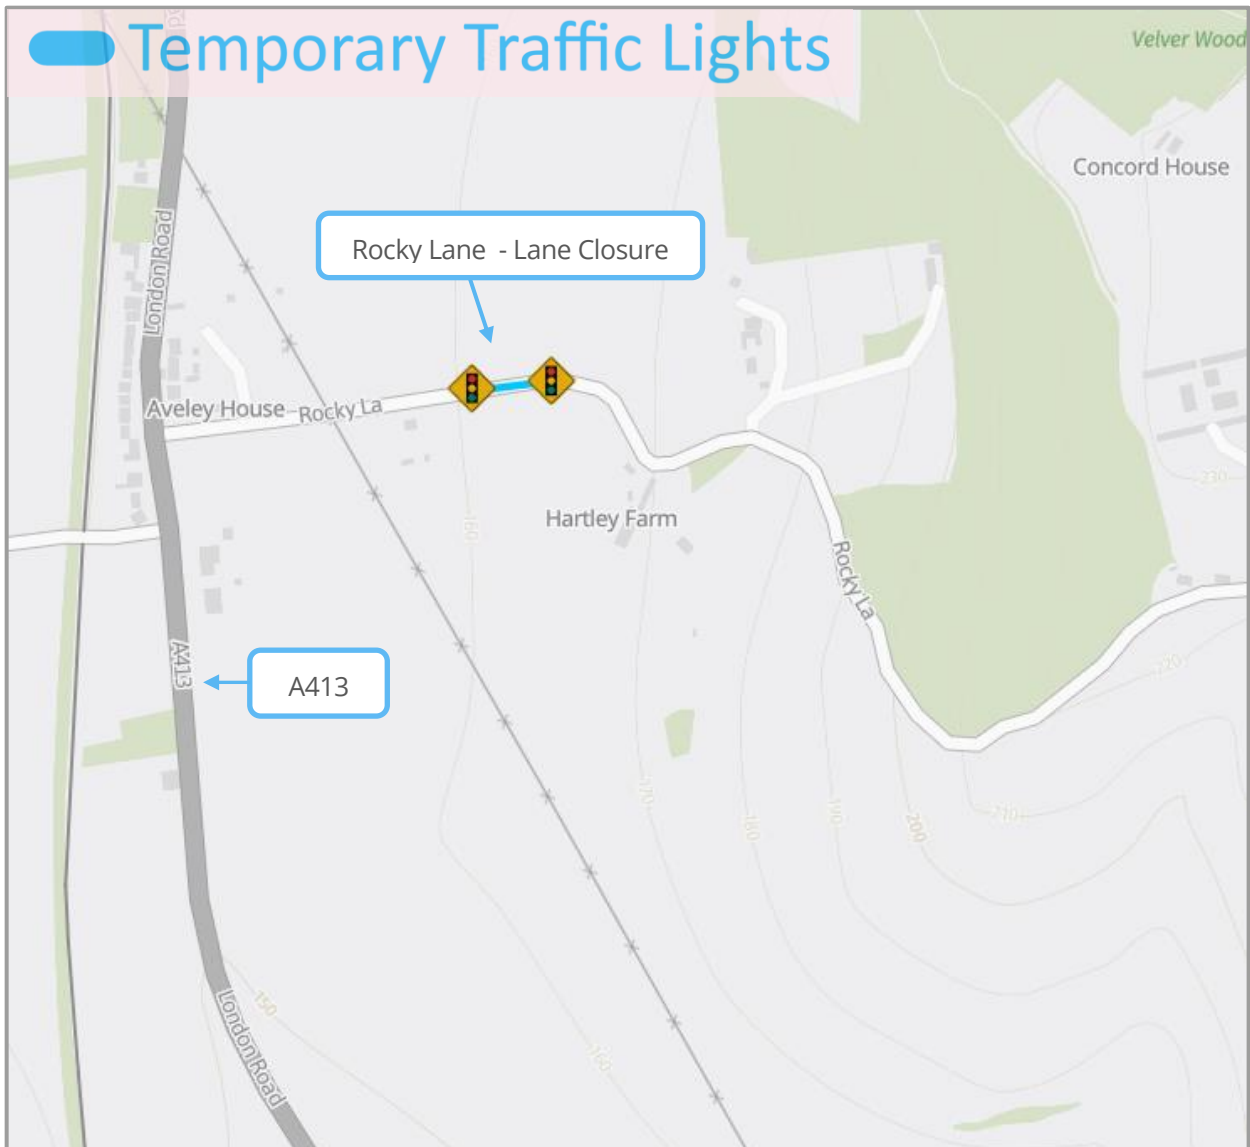 Temporary Traffic Lights
Velver Wood
Concord House
London Road
Rocky Lane - Lane Closure
Aveley House
Rocky La
160
Hartley Farm
230
Rocky La
A413
A413
220
170
180
190
200
210
150
London Road
160